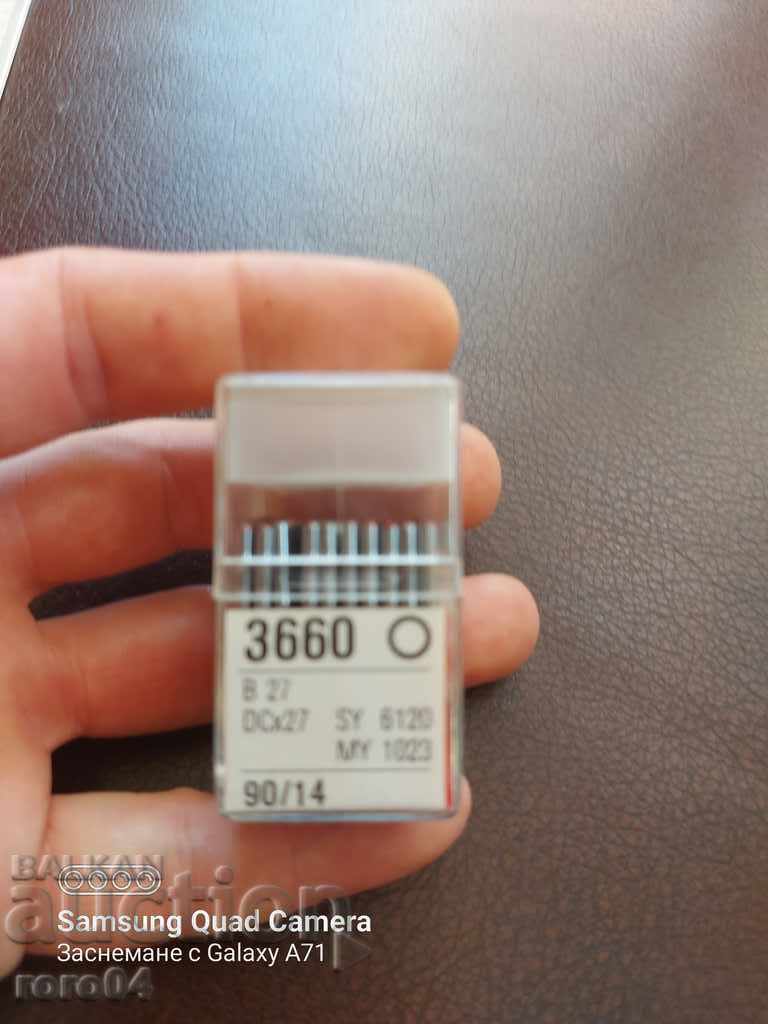 3660 O
B 27
DCx27 SY 6120
MY 1023
90/14
BALKAN
auction
Samsung Quad Camera
Заснемане с Galaxy A71
roro04